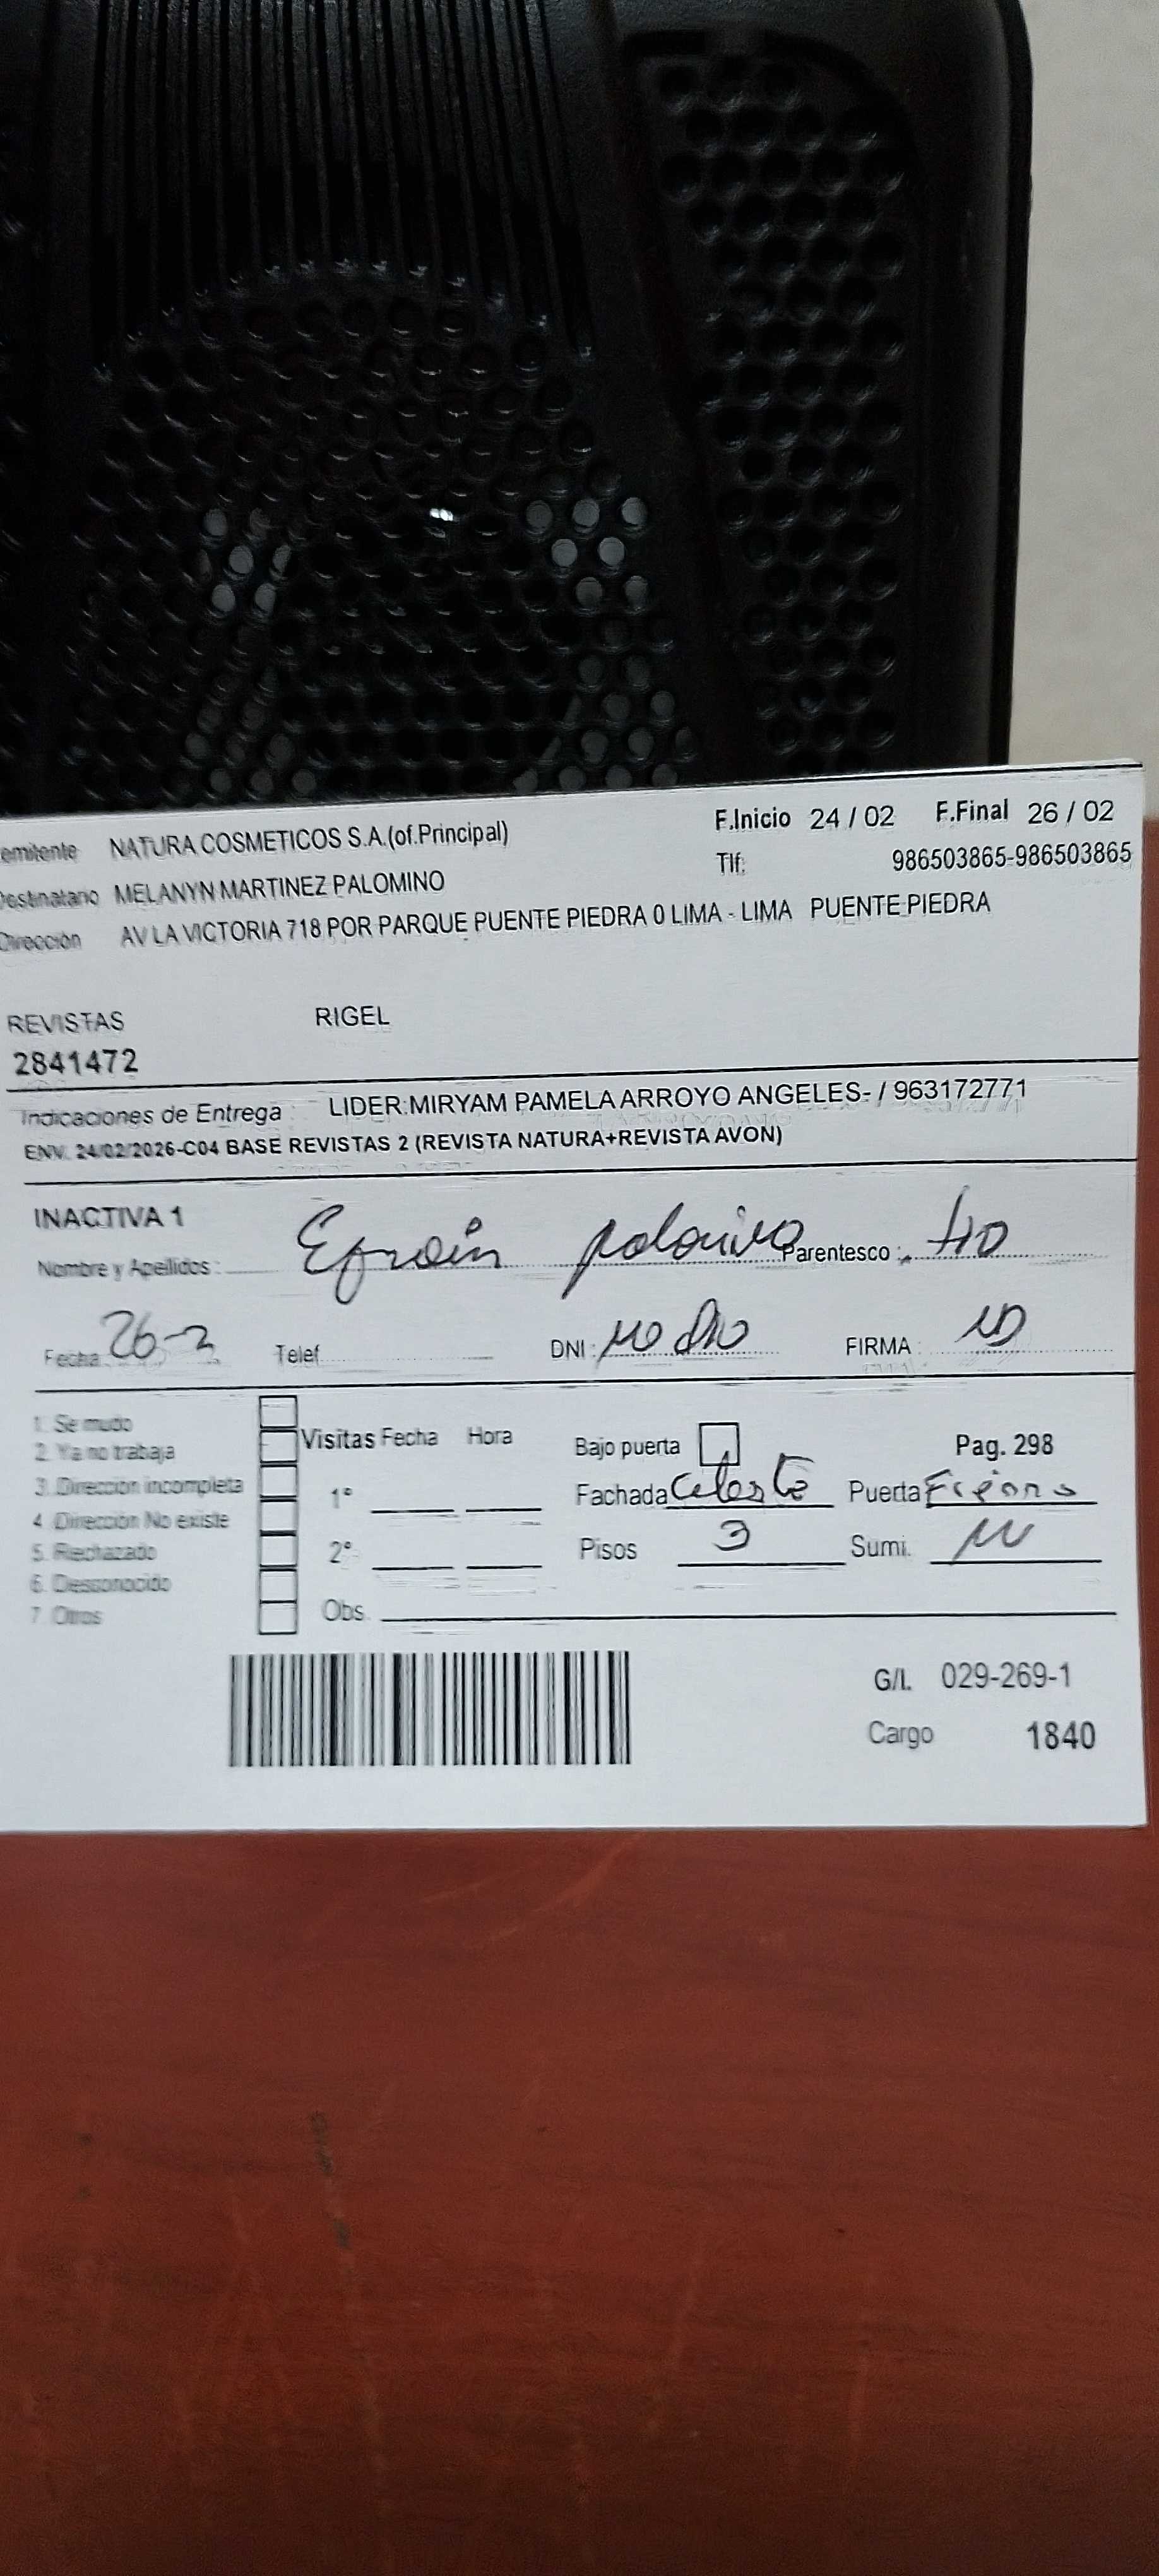 emitente NATURA COSMETICOS S.A.(of.Principal) F.Inicio 24 / 02 F.Final 26 / 02
Destinatario MELANYN MARTINEZ PALOMINO Tlf: 986503865-986503865
Dirección AV LA VICTORIA 718 POR PARQUE PUENTE PIEDRA 0 LIMA - LIMA PUENTE PIEDRA
REVISTAS RIGEL
2841472
Indicaciones de Entrega : LIDER:MIRYAM PAMELA ARROYO ANGELES- / 963172771
ENV. 24/02/2026-C04 BASE REVISTAS 2 (REVISTA NATURA+REVISTA AVON)
INACTIVA 1
Nombre y Apellidos : Efraín palomino Parentesco :
Fecha: 26-2 Telef. DNI : no dio FIRMA :
1. Se mudo
2. Ya no trabaja Visitas Fecha Hora Bajo puerta Pag. 298
3. Dirección incompleta 1° Fachada Celeste Puerta
4. Dirección No existe
5. Rechazado 2° Pisos 3 Sumi.
6. Desconocido
7. Otros Obs.
G/L 029-269-1
Cargo 1840